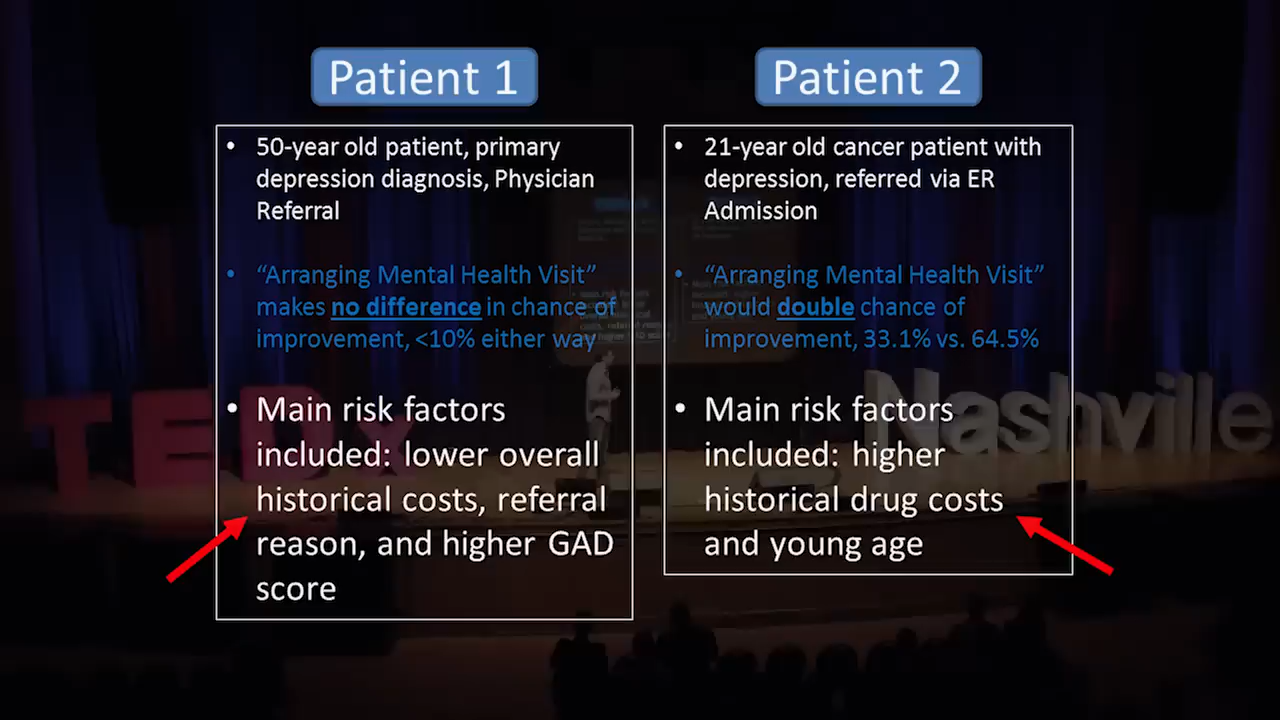 Patient 1
• 50-year old patient, primary
depression diagnosis, Physician
Referral
• “Arranging Mental Health Visit”
makes no difference in chance of
improvement, <10% either way
• Main risk factors
included: lower overall
historical costs, referral
reason, and higher GAD
score
Patient 2
• 21-year old cancer patient with
depression, referred via ER
Admission
• “Arranging Mental Health Visit”
would double chance of
improvement, 33.1% vs. 64.5%
• Main risk factors
included: higher
historical drug costs
and young age
TEDx
Nashville